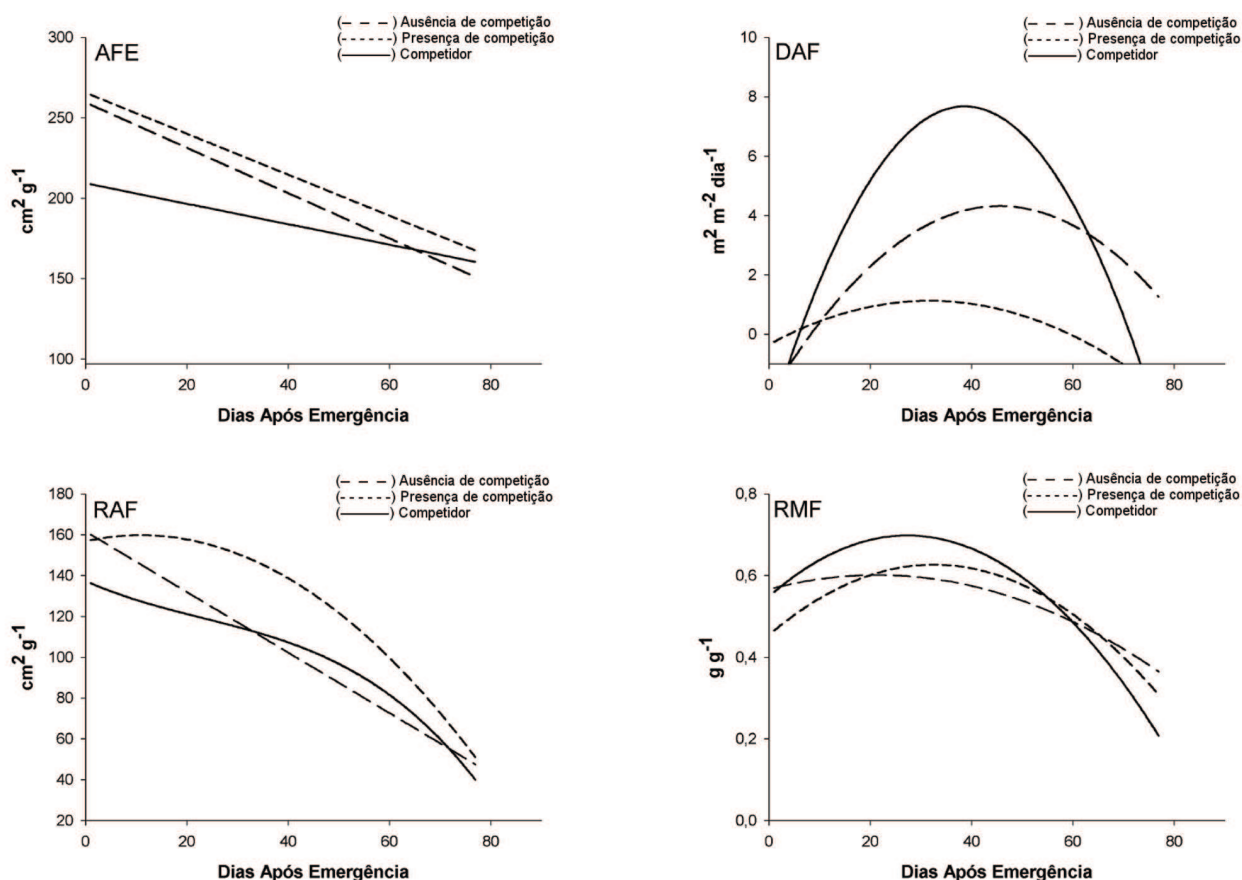 (— — —) Ausência de competição
(-------) Presença de competição
(———) Competidor
AFE
300
250
200
150
100
cm² g⁻¹
0 20 40 60 80
Dias Após Emergência
(— — —) Ausência de competição
(-------) Presença de competição
(———) Competidor
DAF
10
8
6
4
2
0
m² m⁻² dia⁻¹
0 20 40 60 80
Dias Após Emergência
(— — —) Ausência de competição
(-------) Presença de competição
(———) Competidor
RAF
180
160
140
120
100
80
60
40
20
cm² g⁻¹
0 20 40 60 80
Dias Após Emergência
(— — —) Ausência de competição
(-------) Presença de competição
(———) Competidor
RMF
0,8
0,6
0,4
0,2
0,0
g g⁻¹
0 20 40 60 80
Dias Após Emergência